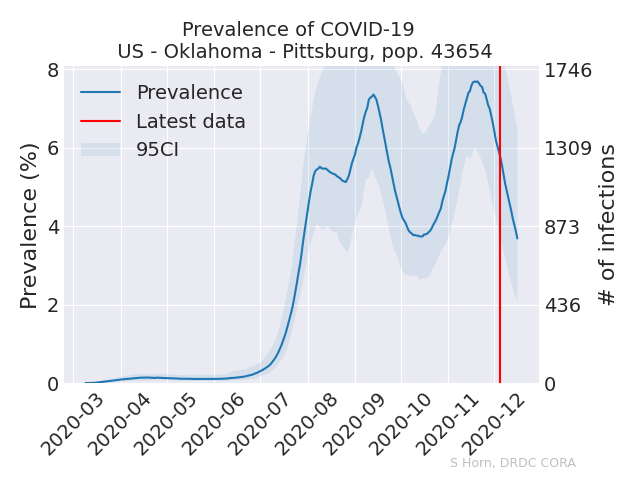 Prevalence of COVID-19
US - Oklahoma - Pittsburg, pop. 43654
Prevalence (%)
8
6
4
2
0
Prevalence
Latest data
95CI
1746
1309
873
436
0
# of infections
2020-03
2020-04
2020-05
2020-06
2020-07
2020-08
2020-09
2020-10
2020-11
2020-12
S Horn, DRDC CORA